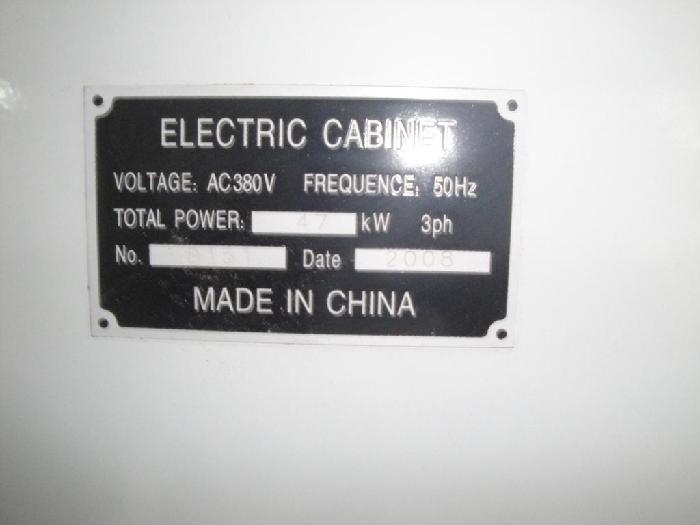 ELECTRIC CABINET
VOLTAGE: AC380V FREQUENCE: 50Hz
TOTAL POWER: 47 kW 3ph
No. Date 2008
MADE IN CHINA